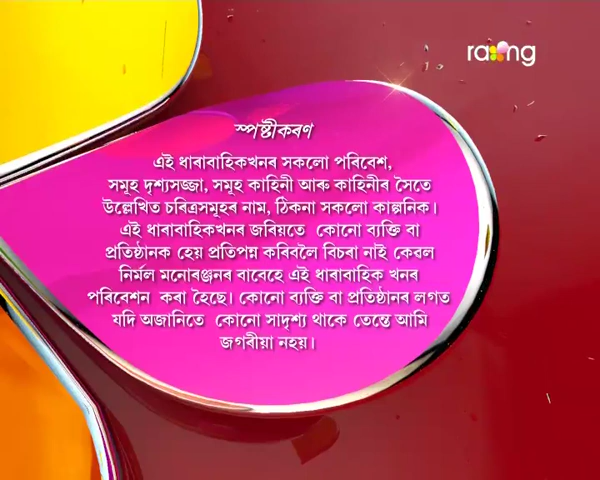 raang
স্পষ্টীকৰণ
এই ধাৰাবাহিকখনৰ সকলো পৰিবেশ,
সমূহ দৃশ্যসজ্জা, সমূহ কাহিনী আৰু কাহিনীৰ সৈতে
উল্লেখিত চৰিত্ৰসমূহৰ নাম, ঠিকনা সকলো কাল্পনিক।
এই ধাৰাবাহিকখনৰ জৰিয়তে কোনো ব্যক্তি বা
প্ৰতিষ্ঠানক হেয় প্ৰতিপন্ন কৰিবলৈ বিচৰা নাই কেৱল
নিৰ্মল মনোৰঞ্জনৰ বাবেহে এই ধাৰাবাহিক খনৰ
পৰিবেশন কৰা হৈছে। কোনো ব্যক্তি বা প্ৰতিষ্ঠানৰ লগত
যদি অজানিতে কোনো সাদৃশ্য থাকে তেন্তে আমি
জগৰীয়া নহয়।